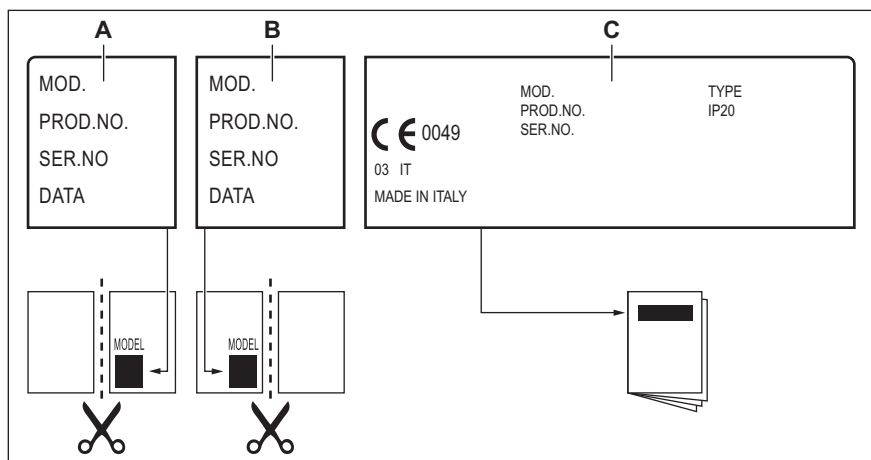 A
B
C
MOD.
PROD.NO.
SER.NO
DATA
MOD.
PROD.NO.
SER.NO
DATA
MOD.
PROD.NO.
SER.NO.
TYPE
IP20
CE 0049
03 IT
MADE IN ITALY
MODEL
MODEL